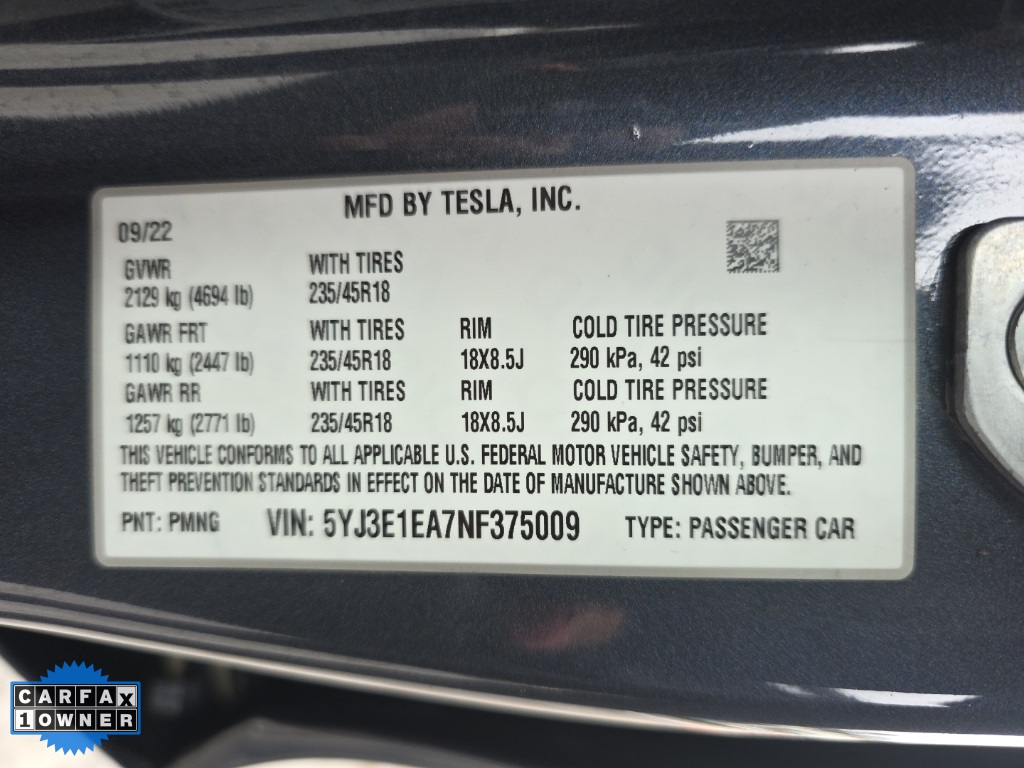 MFD BY TESLA, INC.
09/22
GVWR WITH TIRES
2129 kg (4694 lb) 235/45R18
GAWR FRT WITH TIRES RIM COLD TIRE PRESSURE
1110 kg (2447 lb) 235/45R18 18X8.5J 290 kPa, 42 psi
GAWR RR WITH TIRES RIM COLD TIRE PRESSURE
1257 kg (2771 lb) 235/45R18 18X8.5J 290 kPa, 42 psi
THIS VEHICLE CONFORMS TO ALL APPLICABLE U.S. FEDERAL MOTOR VEHICLE SAFETY, BUMPER, AND
THEFT PREVENTION STANDARDS IN EFFECT ON THE DATE OF MANUFACTURE SHOWN ABOVE.
PNT: PMNG VIN: 5YJ3E1EA7NF375009 TYPE: PASSENGER CAR
CARFAX
1 OWNER